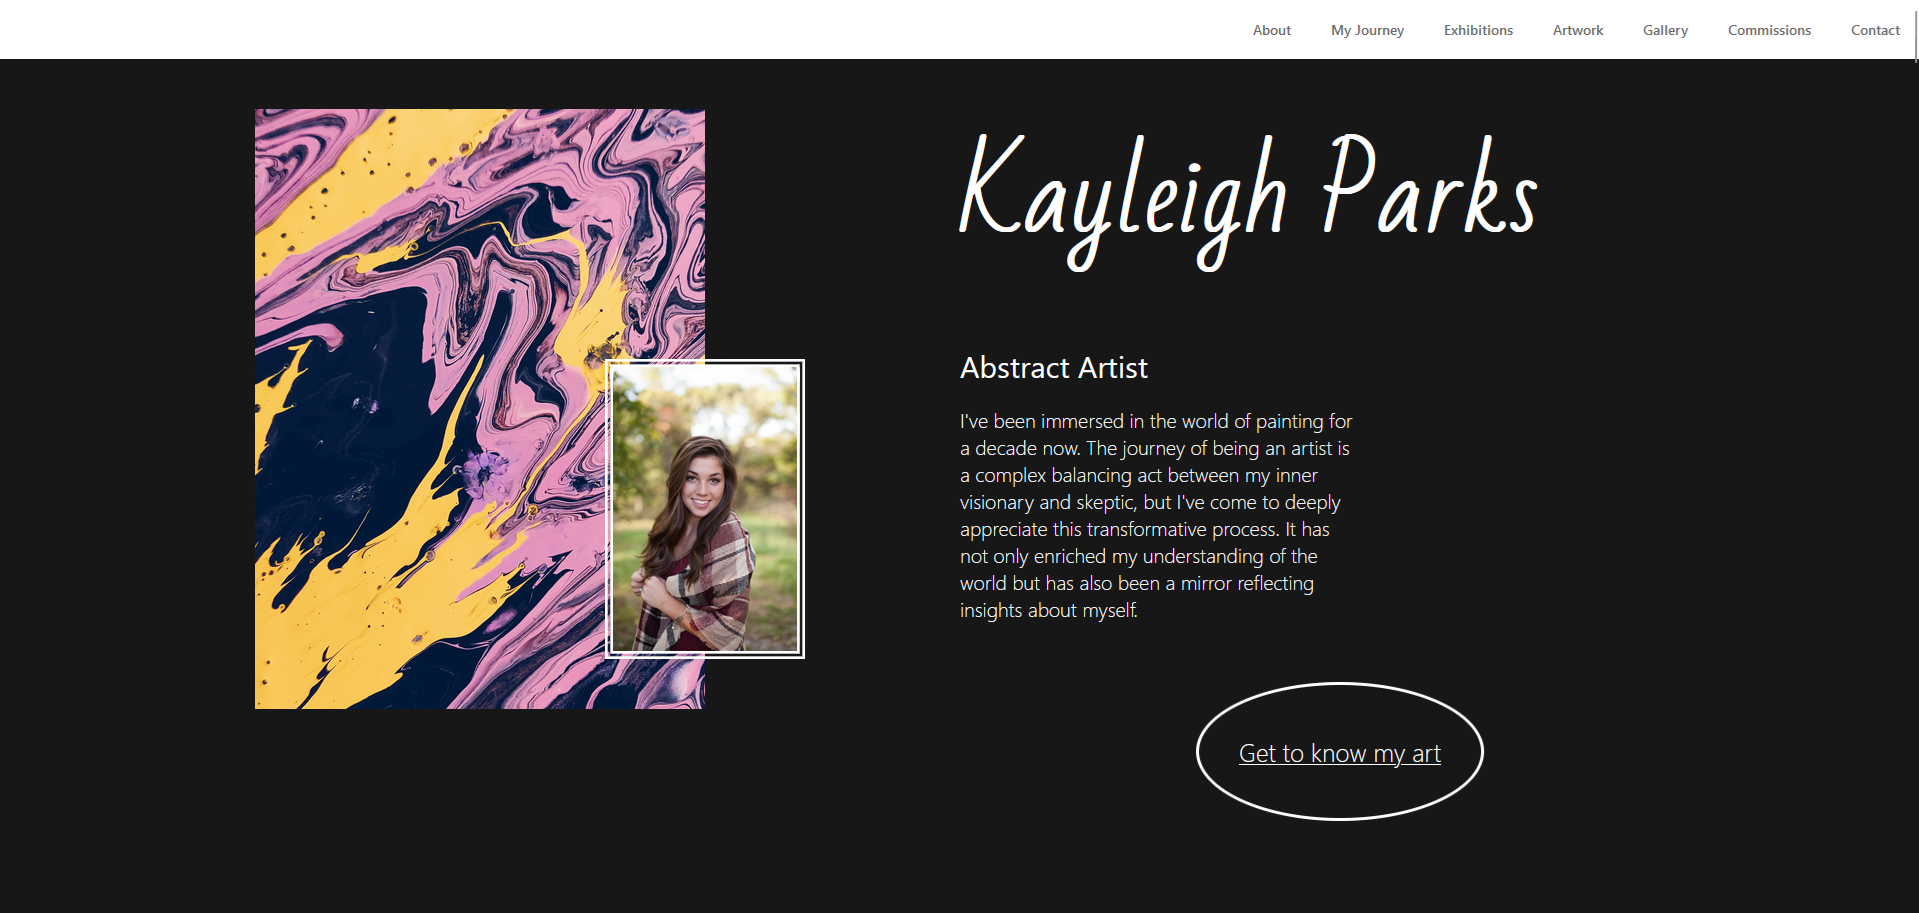 About My Journey Exhibitions Artwork Gallery Commissions Contact
Kayleigh Parks
Abstract Artist
I've been immersed in the world of painting for
a decade now. The journey of being an artist is
a complex balancing act between my inner
visionary and skeptic, but I've come to deeply
appreciate this transformative process. It has
not only enriched my understanding of the
world but has also been a mirror reflecting
insights about myself.
Get to know my art